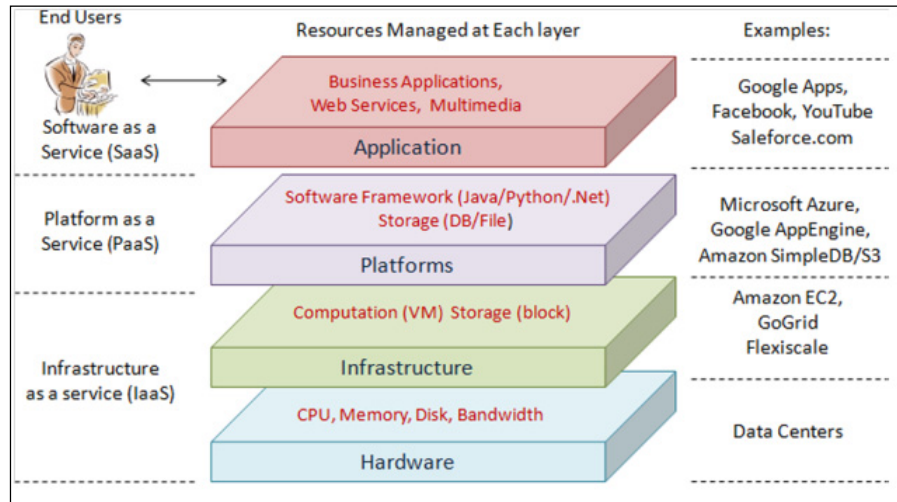 End Users
Resources Managed at Each layer
Examples:
Business Applications,
Web Services, Multimedia
Application
Software as a
Service (SaaS)
Google Apps,
Facebook, YouTube
Saleforce.com
Software Framework (Java/Python/.Net)
Storage (DB/File)
Platforms
Platform as a
Service (PaaS)
Microsoft Azure,
Google AppEngine,
Amazon SimpleDB/S3
Computation (VM) Storage (block)
Infrastructure
Amazon EC2,
GoGrid
Flexiscale
Infrastructure
as a service (IaaS)
CPU, Memory, Disk, Bandwidth
Hardware
Data Centers